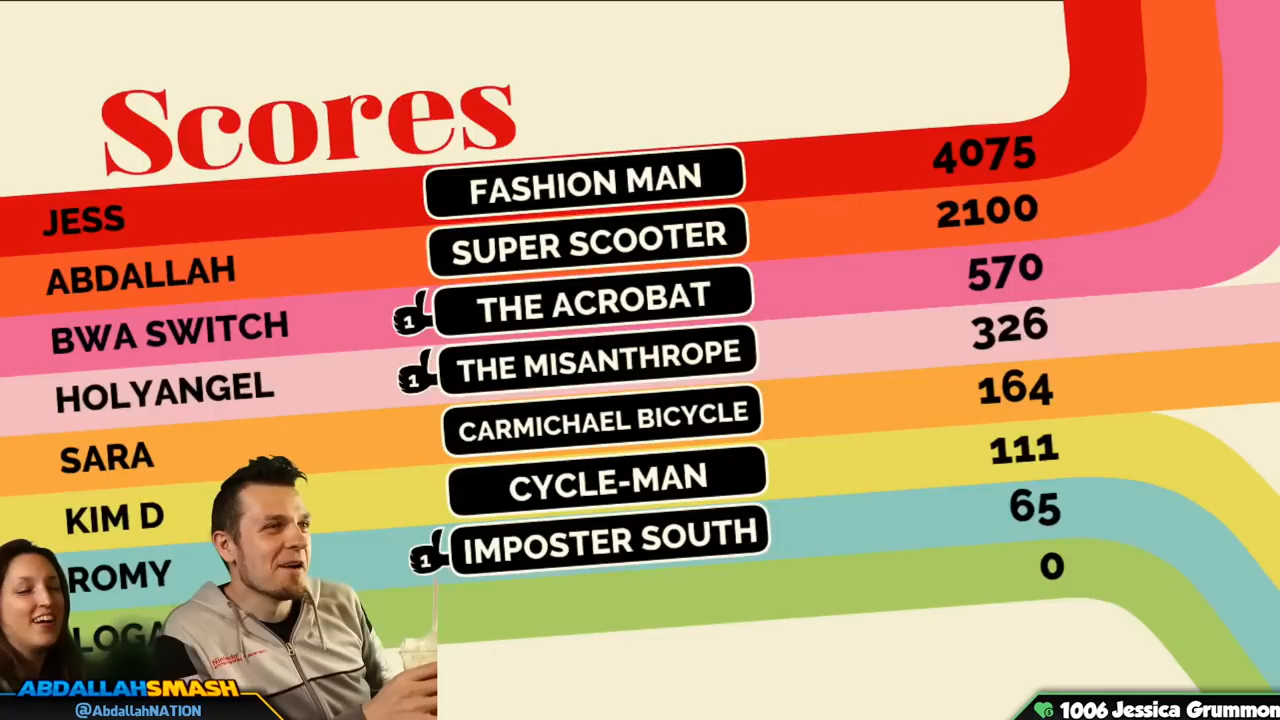 Scores
JESS FASHION MAN 4075
ABDALLAH SUPER SCOOTER 2100
BWA SWITCH 1 THE ACROBAT 570
HOLYANGEL 1 THE MISANTHROPE 326
SARA CARMICHAEL BICYCLE 164
KIM D CYCLE-MAN 111
ROMY 1 IMPOSTER SOUTH 65
0
ABDALLAHSMASH
@AbdallahNATION
1006 Jessica Grummon